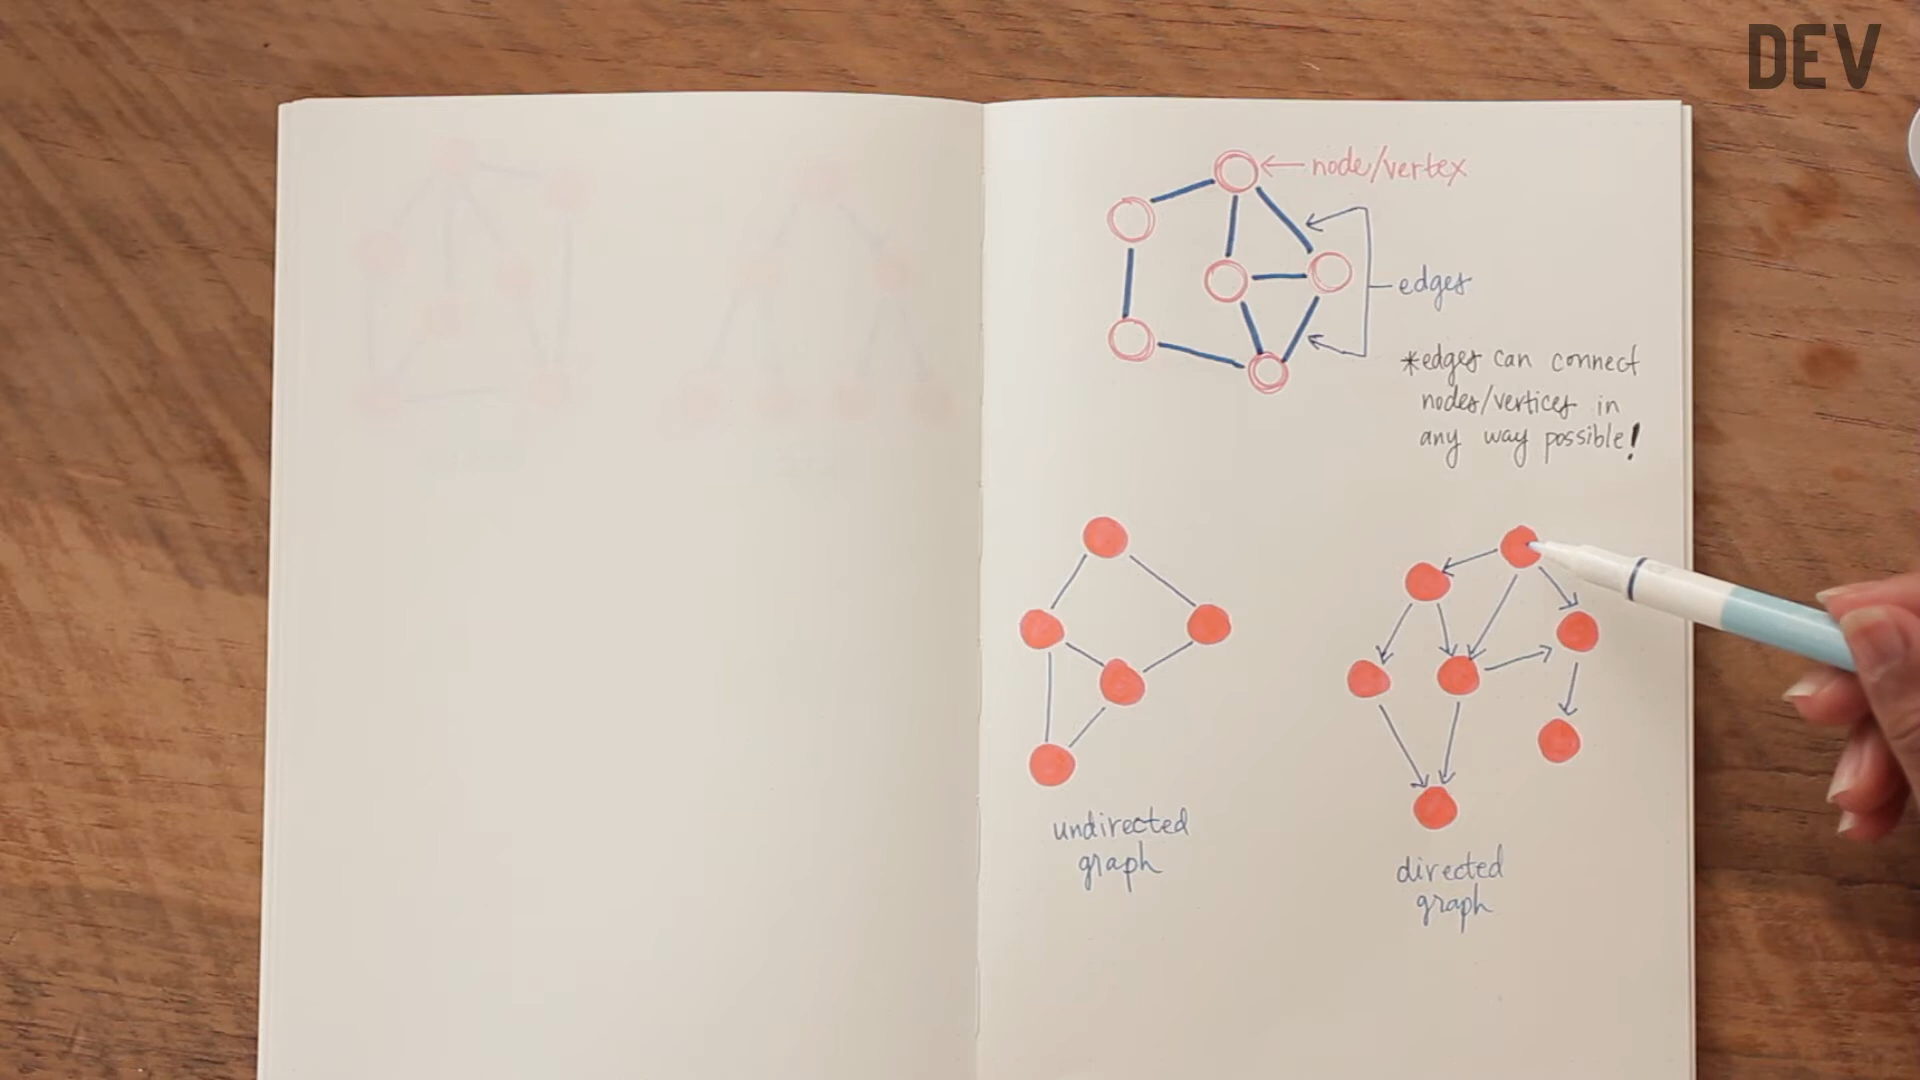 DEV
node/vertex
edges
*edges can connect
nodes/vertices in
any way possible!
undirected
graph
directed
graph